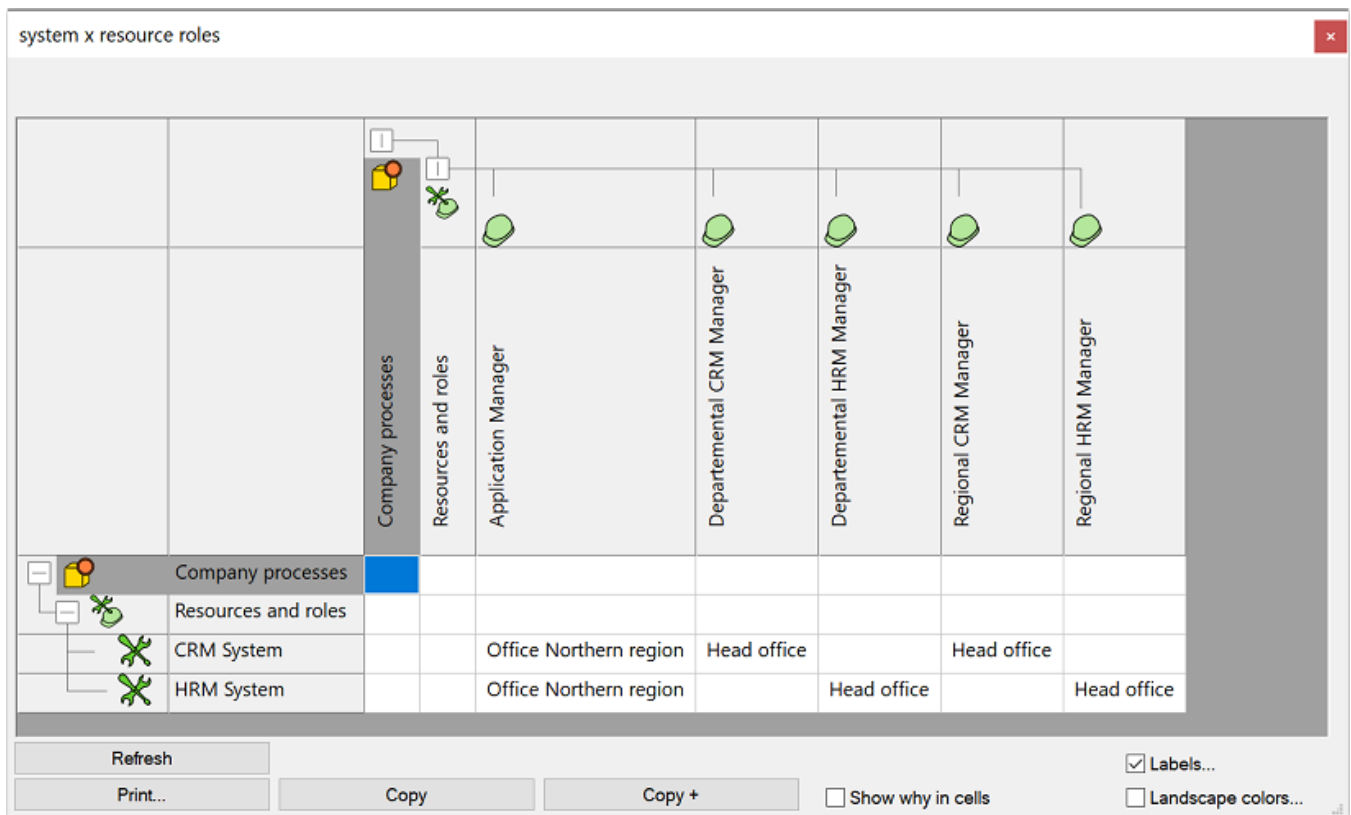 system x resource roles
Company processes
Resources and roles
Application Manager
Departemental CRM Manager
Departemental HRM Manager
Regional CRM Manager
Regional HRM Manager
Company processes
Resources and roles
CRM System Office Northern region Head office Head office
HRM System Office Northern region Head office Head office
Refresh
Labels...
Print... Copy Copy + Show why in cells Landscape colors...